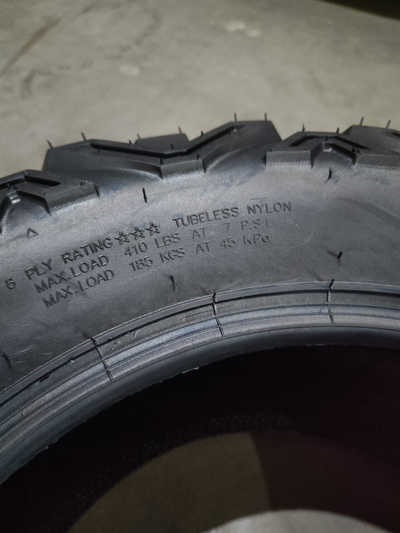 6 PLY RATING ☆☆☆ TUBELESS NYLON
MAX.LOAD 410 LBS AT 7 P.S.I.
MAX.LOAD 185 KGS AT 45 KPa